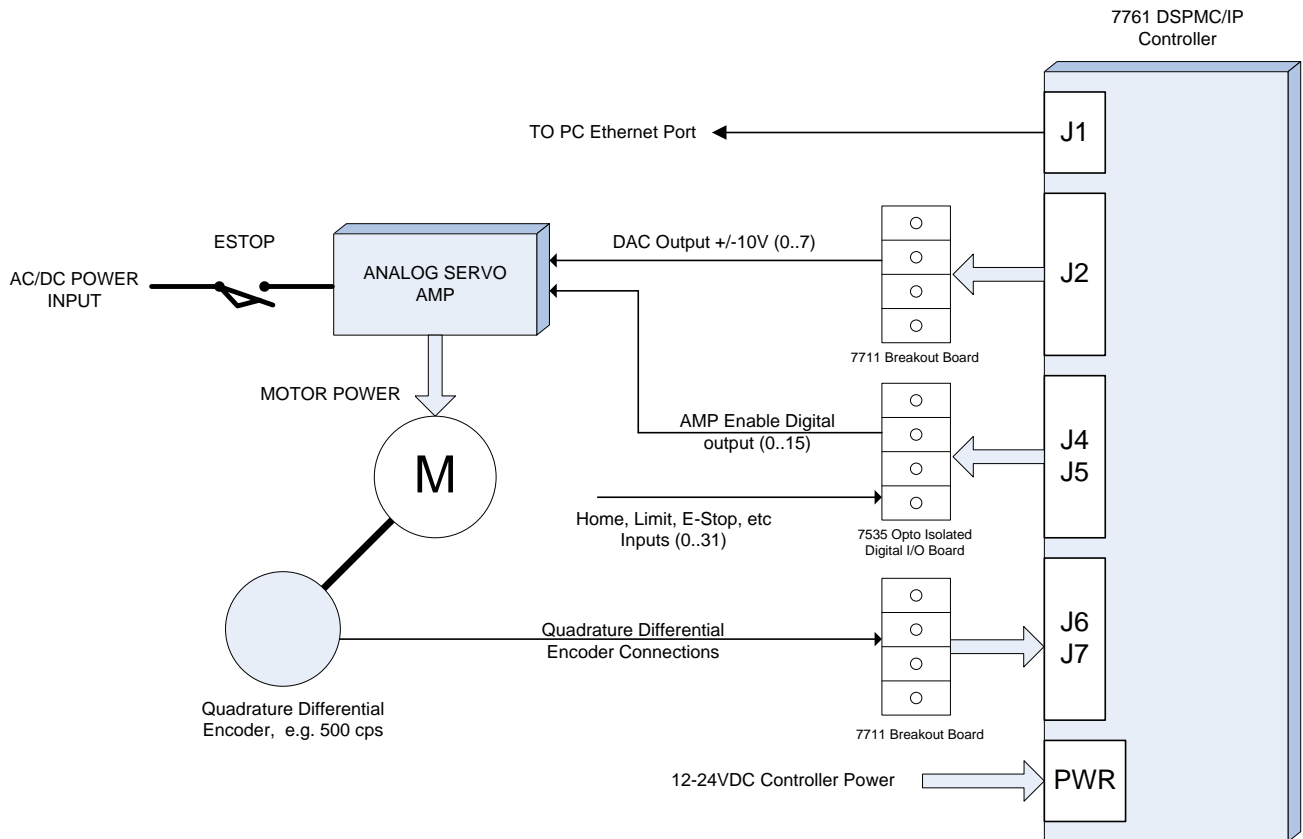 7761 DSPMC/IP
Controller
TO PC Ethernet Port
J1
ESTOP
AC/DC POWER
INPUT
ANALOG SERVO
AMP
DAC Output +/-10V (0..7)
J2
7711 Breakout Board
MOTOR POWER
M
AMP Enable Digital
output (0..15)
J4
J5
Home, Limit, E-Stop, etc
Inputs (0..31)
7535 Opto Isolated
Digital I/O Board
Quadrature Differential
Encoder Connections
J6
J7
Quadrature Differential
Encoder, e.g. 500 cps
7711 Breakout Board
12-24VDC Controller Power
PWR